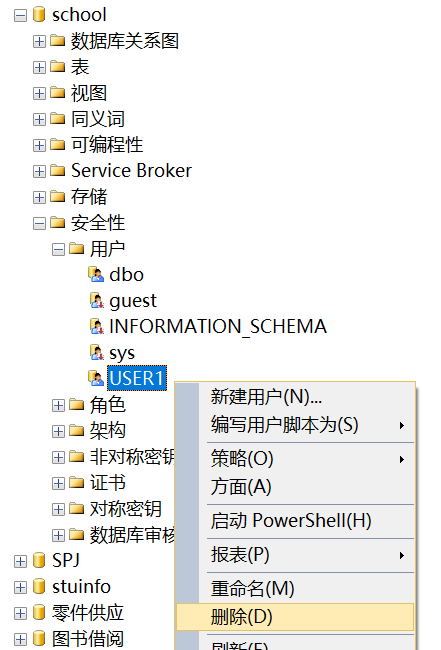 school
数据库关系图
表
视图
同义词
可编程性
Service Broker
存储
安全性
用户
dbo
guest
INFORMATION_SCHEMA
sys
USER1
角色
架构
非对称密钥
证书
对称密钥
数据库审核
SPJ
stuinfo
零件供应
图书借阅
新建用户(N)...
编写用户脚本为(S)
策略(O)
方面(A)
启动 PowerShell(H)
报表(P)
重命名(M)
删除(D)
刷新(F)